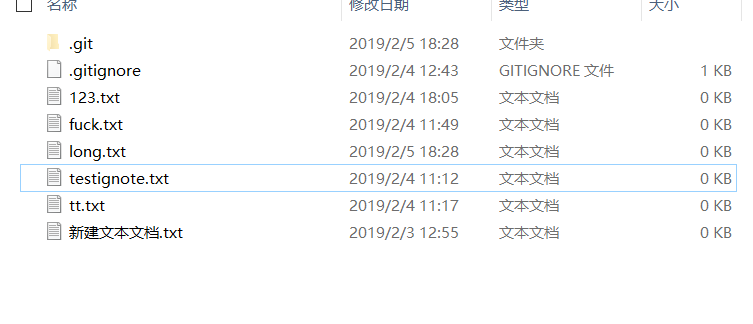 名称 修改日期 类型 大小
.git 2019/2/5 18:28 文件夹
.gitignore 2019/2/4 12:43 GITIGNORE 文件 1 KB
123.txt 2019/2/4 18:05 文本文档 0 KB
fuck.txt 2019/2/4 11:49 文本文档 0 KB
long.txt 2019/2/5 18:28 文本文档 0 KB
testignote.txt 2019/2/4 11:12 文本文档 0 KB
tt.txt 2019/2/4 11:17 文本文档 0 KB
新建文本文档.txt 2019/2/3 12:55 文本文档 0 KB